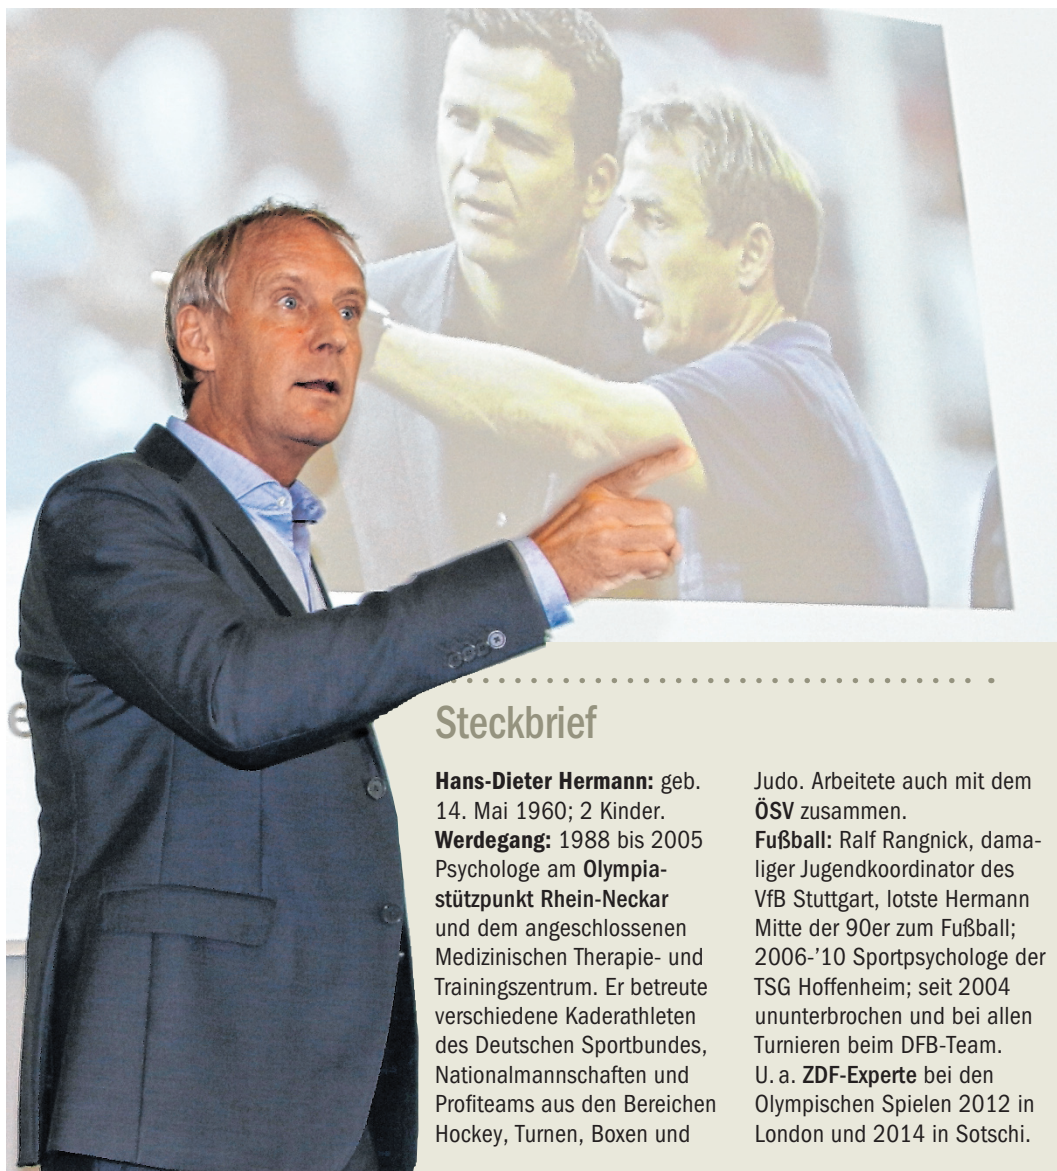 e
Steckbrief
Hans-Dieter Hermann: geb.
14. Mai 1960; 2 Kinder.
Werdegang: 1988 bis 2005
Psychologe am Olympia-
stützpunkt Rhein-Neckar
und dem angeschlossenen
Medizinischen Therapie- und
Trainingszentrum. Er betreute
verschiedene Kaderathleten
des Deutschen Sportbundes,
Nationalmannschaften und
Profiteams aus den Bereichen
Hockey, Turnen, Boxen und
Judo. Arbeitete auch mit dem
ÖSV zusammen.
Fußball: Ralf Rangnick, dama-
liger Jugendkoordinator des
VfB Stuttgart, lotste Hermann
Mitte der 90er zum Fußball;
2006-’10 Sportpsychologe der
TSG Hoffenheim; seit 2004
ununterbrochen und bei allen
Turnieren beim DFB-Team.
U. a. ZDF-Experte bei den
Olympischen Spielen 2012 in
London und 2014 in Sotschi.